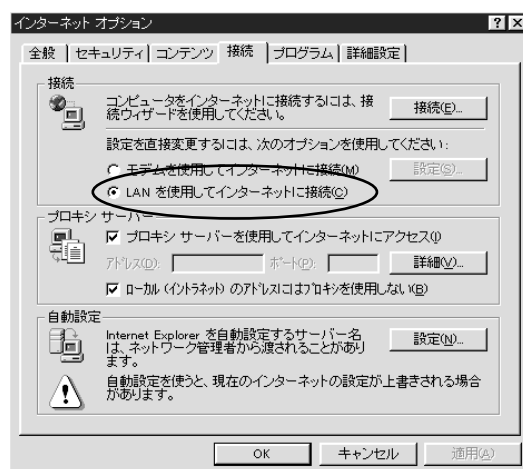 インターネット オプション
全般 セキュリティ コンテンツ 接続 プログラム 詳細設定
接続
コンピュータをインターネットに接続するには、接
続ウィザードを使用してください。
接続(E)...
設定を直接変更するには、次のオプションを使用してください:
モデムを使用してインターネットに接続(M)
設定(S)...
LAN を使用してインターネットに接続(C)
プロキシ サーバー
プロキシ サーバーを使用してインターネットにアクセス(I)
アドレス(D): ポート(P): 詳細(V)...
ローカル (イントラネット) のアドレスにはプロキシを使用しない(B)
自動設定
Internet Explorer を自動設定するサーバー名
は、ネットワーク管理者から渡されることがあり
ます。
設定(N)...
自動設定を使うと、現在のインターネットの設定が上書きされる場合
があります。
OK キャンセル 適用(A)